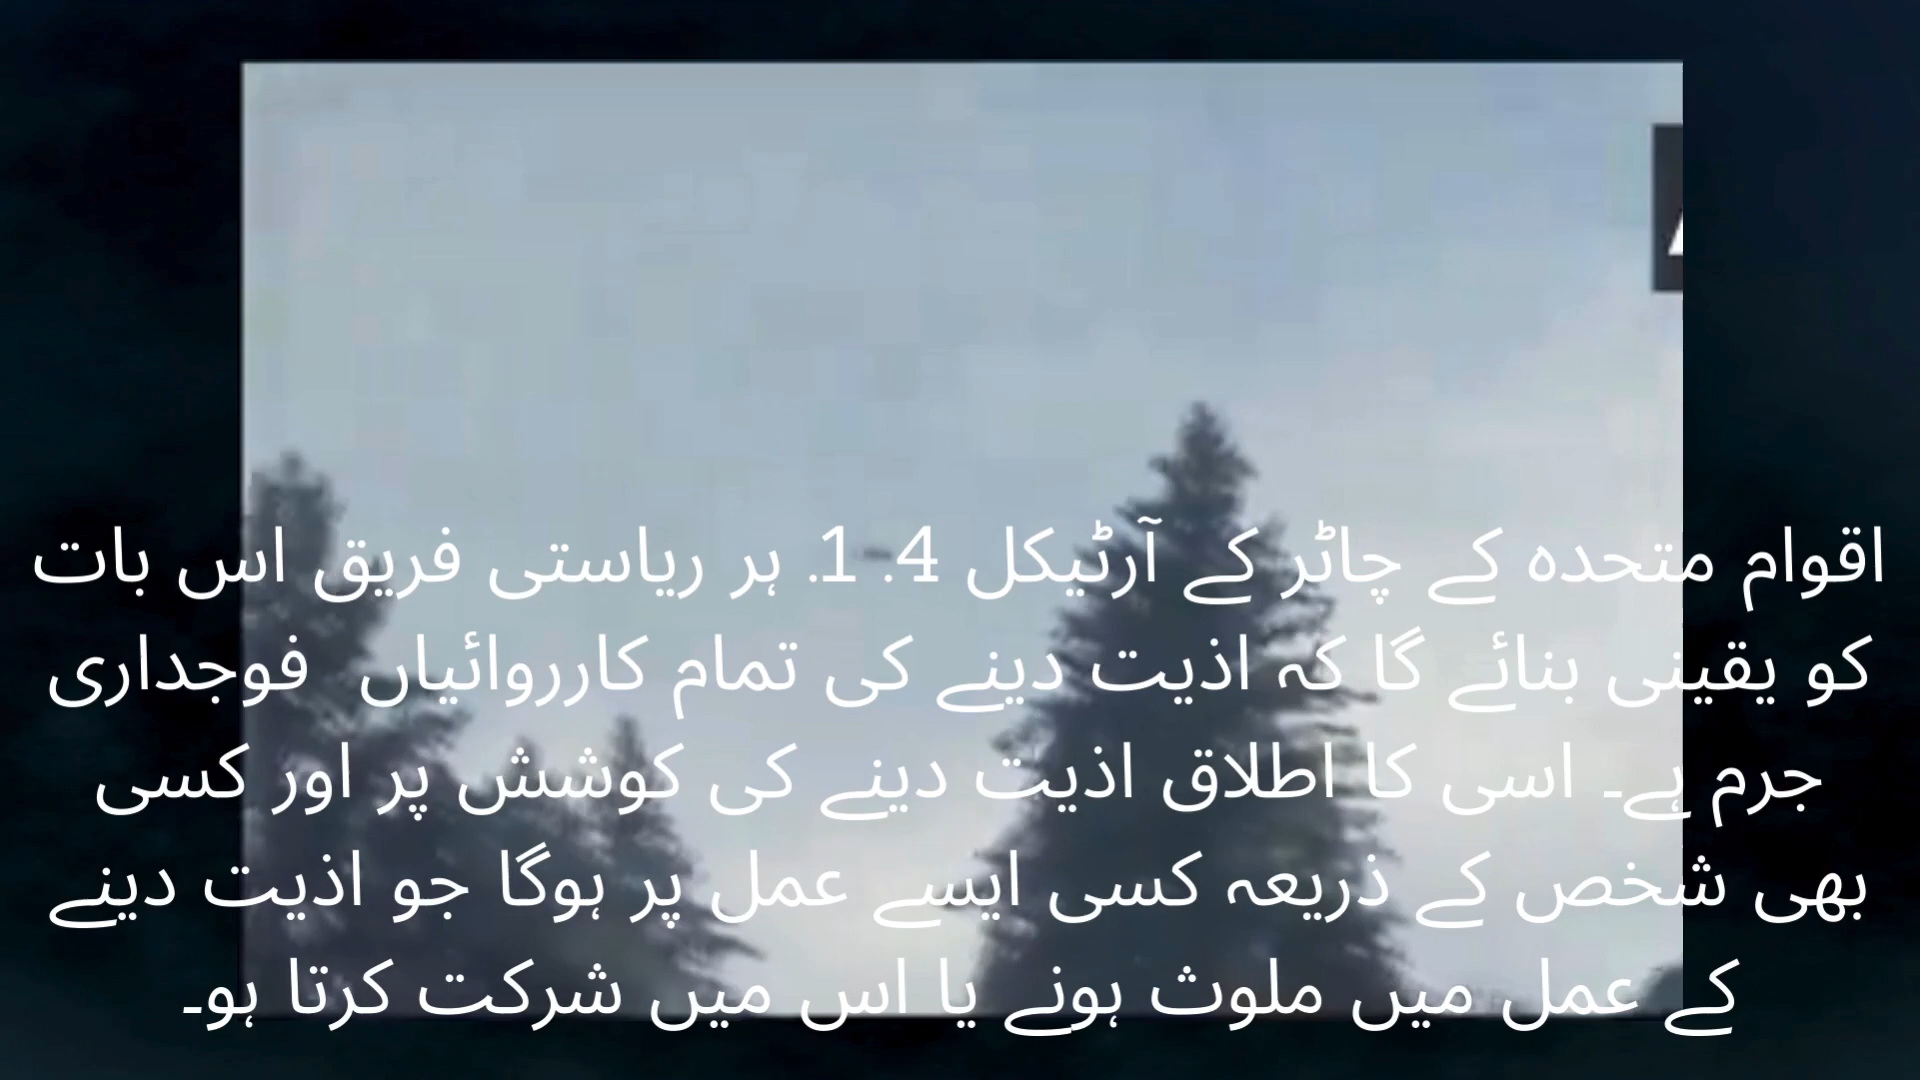 اقوام متحدہ کے چاٹر کے آرٹیکل 4. 1. ہر ریاستی فریق اس بات
کو یقینی بنائے گا کہ اذیت دینے کی تمام کارروائیاں فوجداری
جرم ہے۔ اسی کا اطلاق اذیت دینے کی کوشش پر اور کسی
بھی شخص کے ذریعہ کسی ایسے عمل پر ہوگا جو اذیت دینے
کے عمل میں ملوث ہونے یا اس میں شرکت کرتا ہو۔